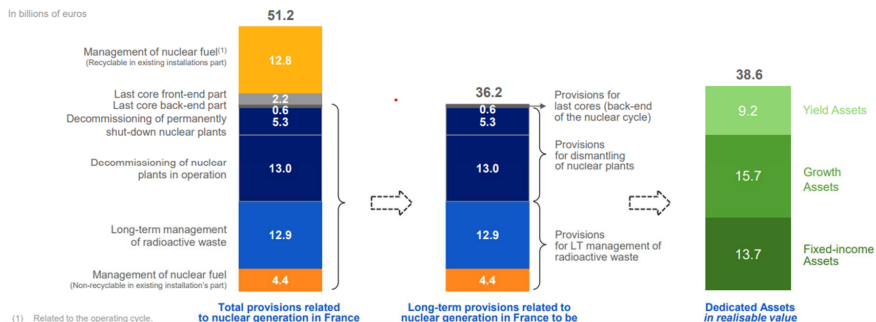 In billions of euros
51.2
Management of nuclear fuel(1)
(Recyclable in existing installations part)
12.8
Last core front-end part
2.2
Last core back-end part
0.6
Decommissioning of permanently
shut-down nuclear plants
5.3
Decommissioning of nuclear
plants in operation
13.0
Long-term management
of radioactive waste
12.9
Management of nuclear fuel
(Non-recyclable in existing installation's part)
4.4
Total provisions related
to nuclear generation in France
36.2
0.6
5.3
13.0
12.9
4.4
Provisions for
last cores (back-end
of the nuclear cycle)
Provisions
for dismantling
of nuclear plants
Provisions
for LT management of
radioactive waste
Long-term provisions related to
nuclear generation in France to be
38.6
9.2
Yield Assets
15.7
Growth
Assets
13.7
Fixed-income
Assets
Dedicated Assets
in realisable value
(1) Related to the operating cycle.